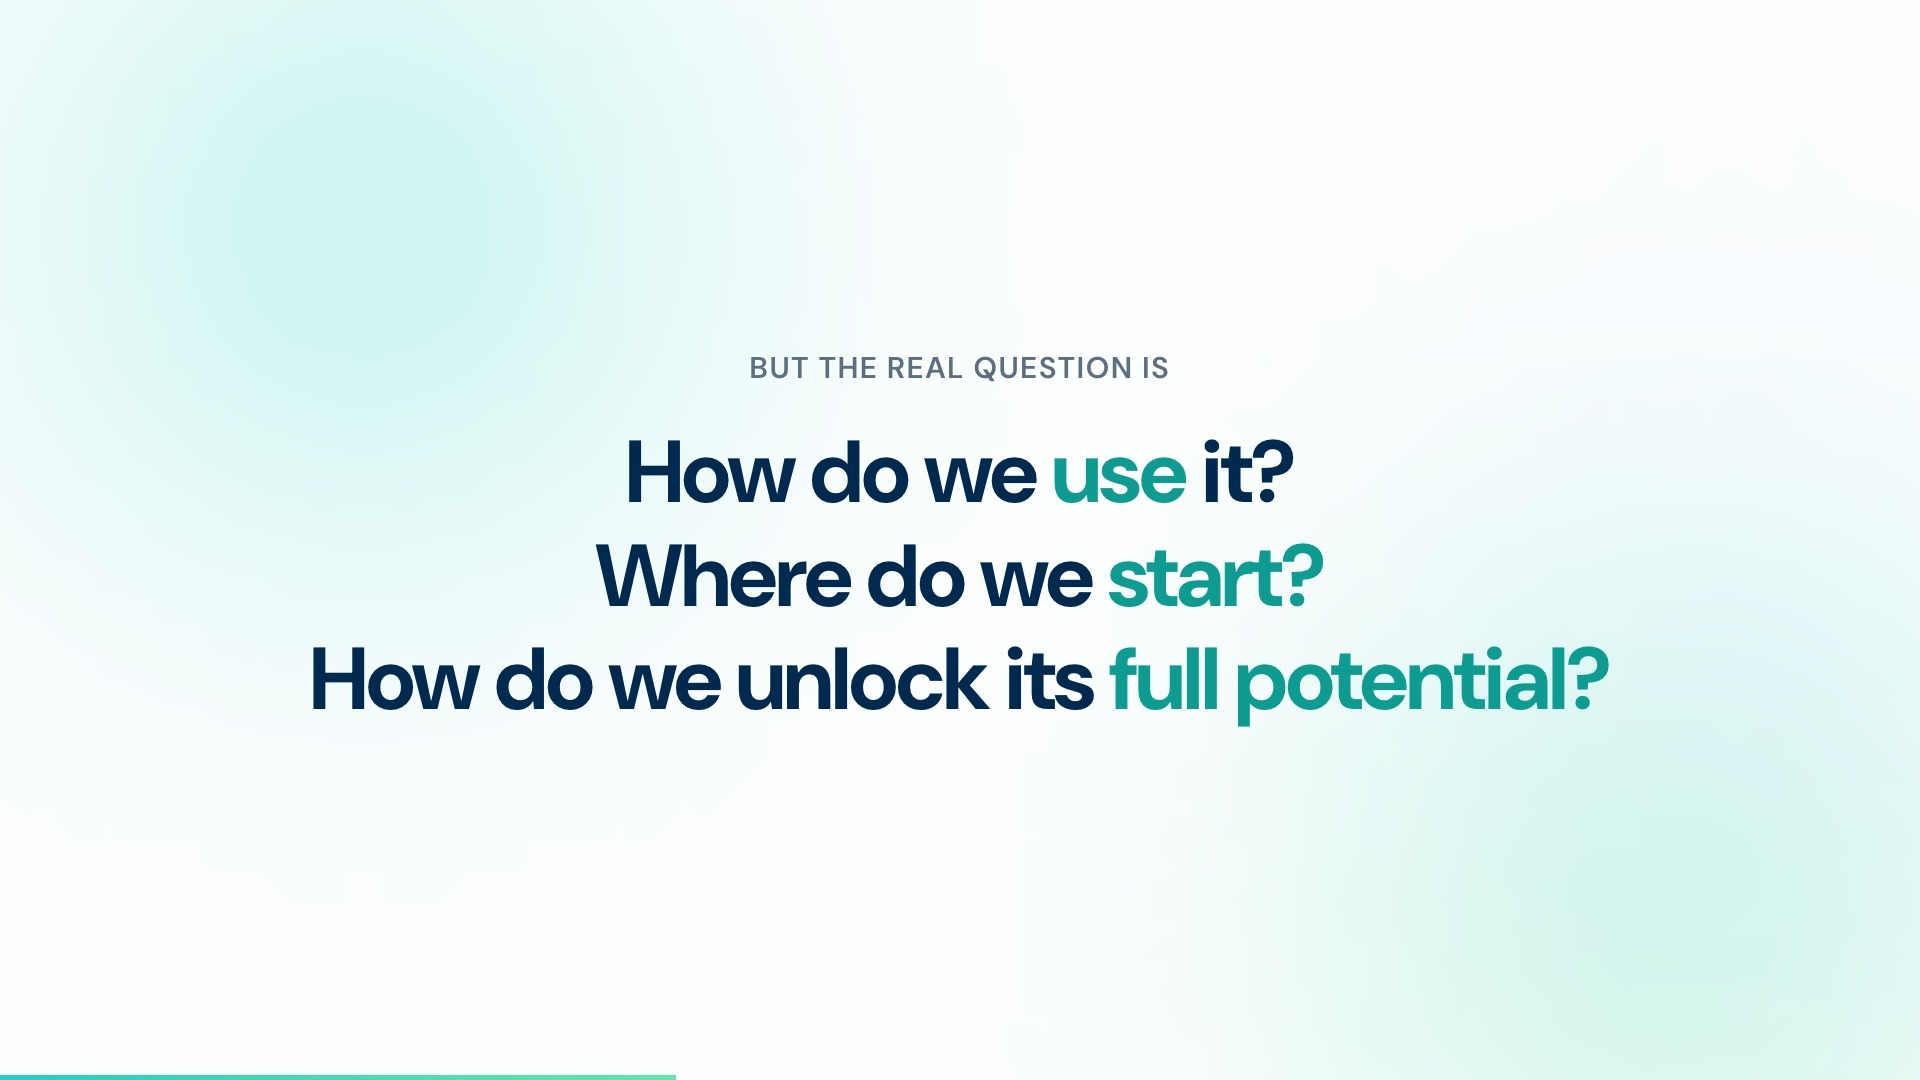 BUT THE REAL QUESTION IS
How do we use it?
Where do we start?
How do we unlock its full potential?